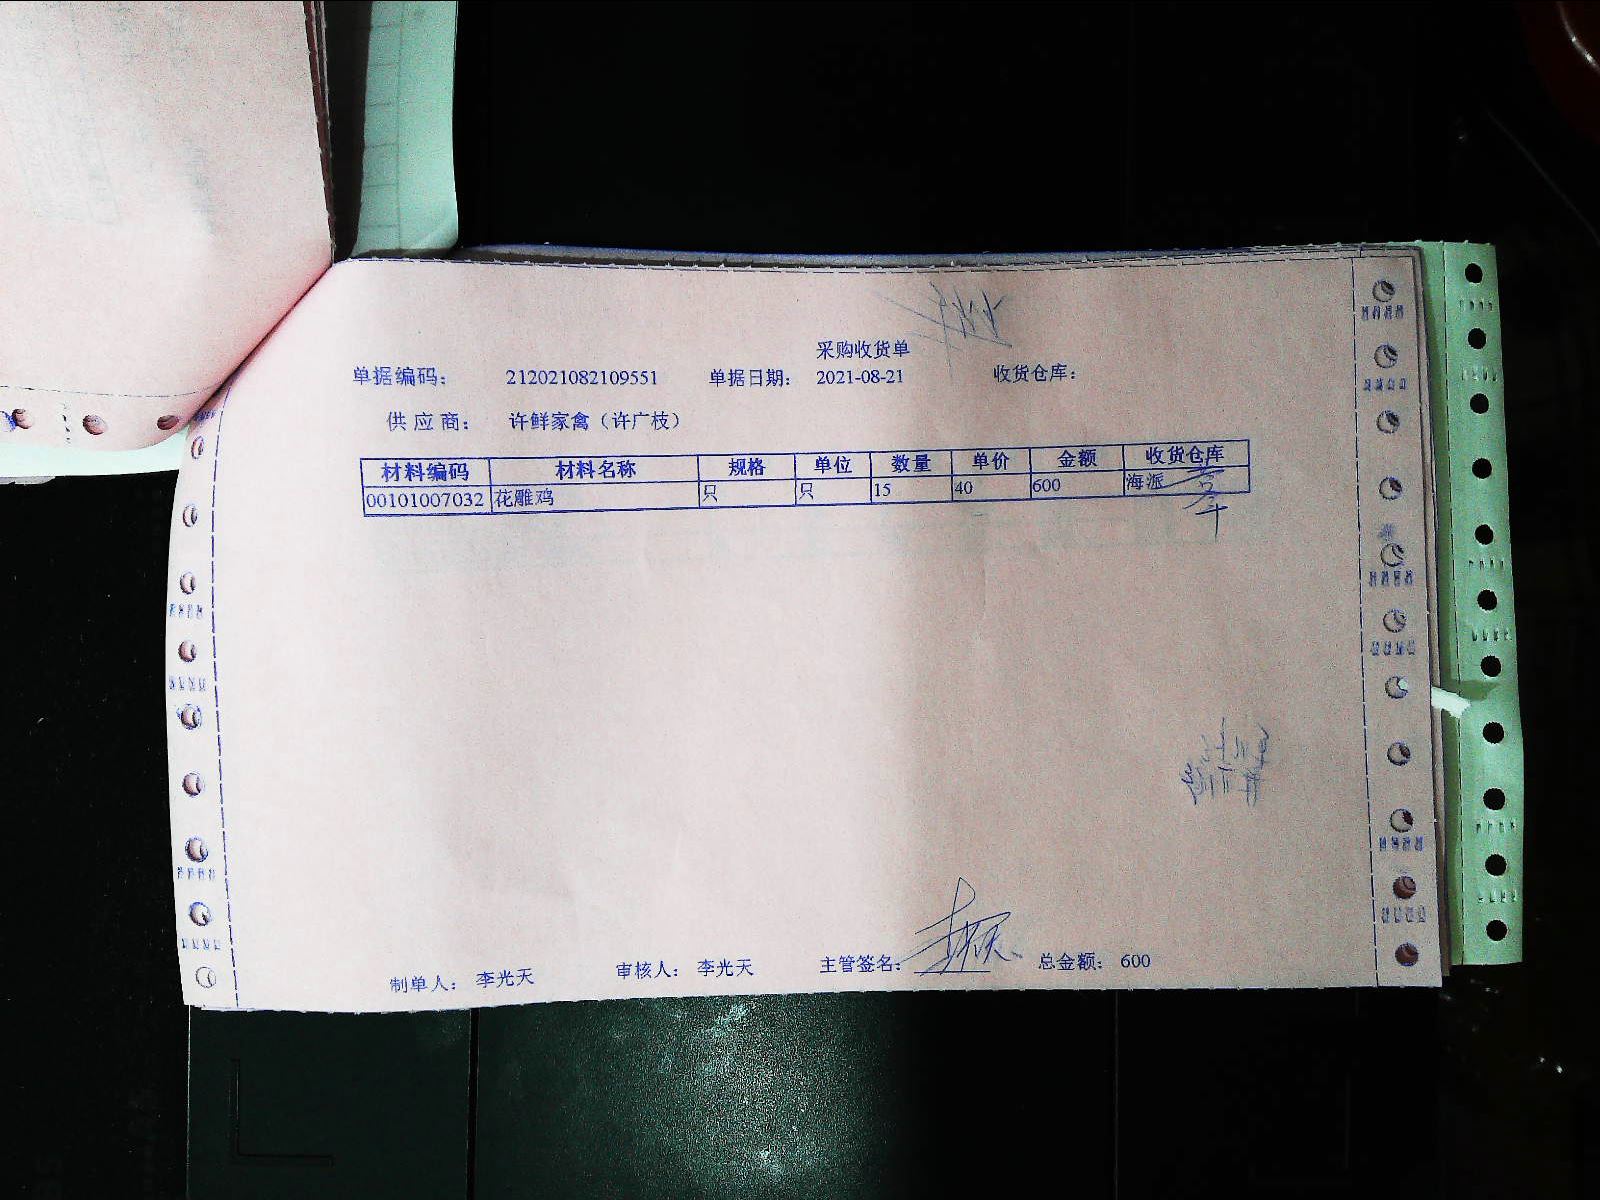 采购收货单
单据编码： 212021082109551 单据日期： 2021-08-21 收货仓库：
供应商： 许鲜家禽（许广枝）
材料编码 材料名称 规格 单位 数量 单价 金额 收货仓库
00101007032 花雕鸡 只 只 15 40 600 海派
制单人： 李光天 审核人： 李光天 主管签名： 总金额： 600